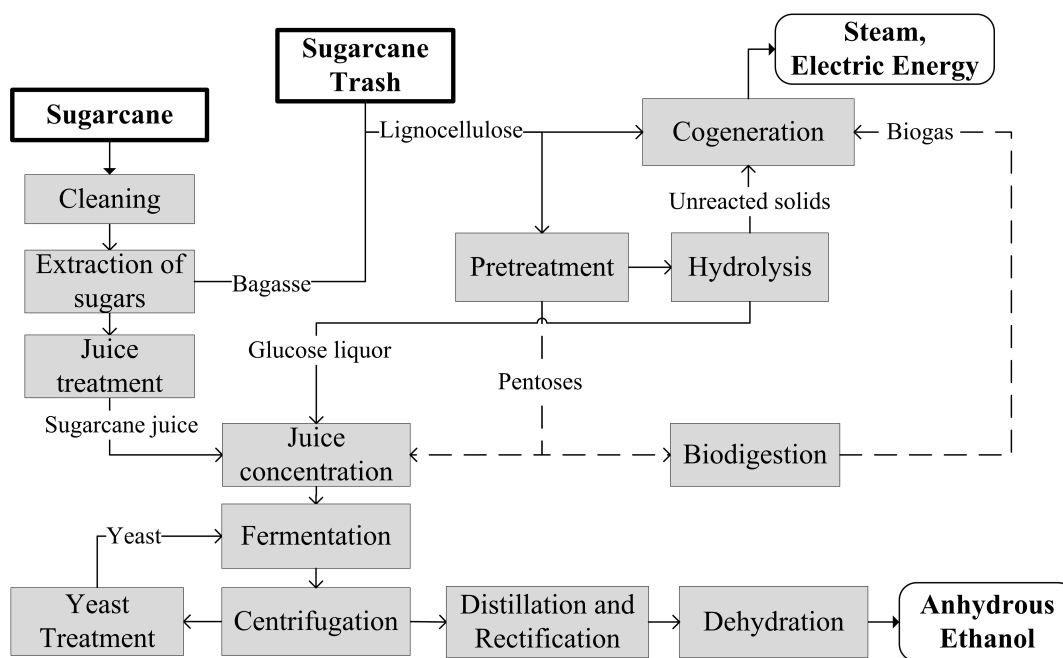 Steam,
Electric Energy
Sugarcane
Trash
Sugarcane
Lignocellulose
Cogeneration
Biogas
Cleaning
Unreacted solids
Extraction of
sugars
Bagasse
Pretreatment
Hydrolysis
Juice
treatment
Glucose liquor
Pentoses
Sugarcane juice
Juice
concentration
Biodigestion
Yeast
Fermentation
Yeast
Treatment
Centrifugation
Distillation and
Rectification
Dehydration
Anhydrous
Ethanol